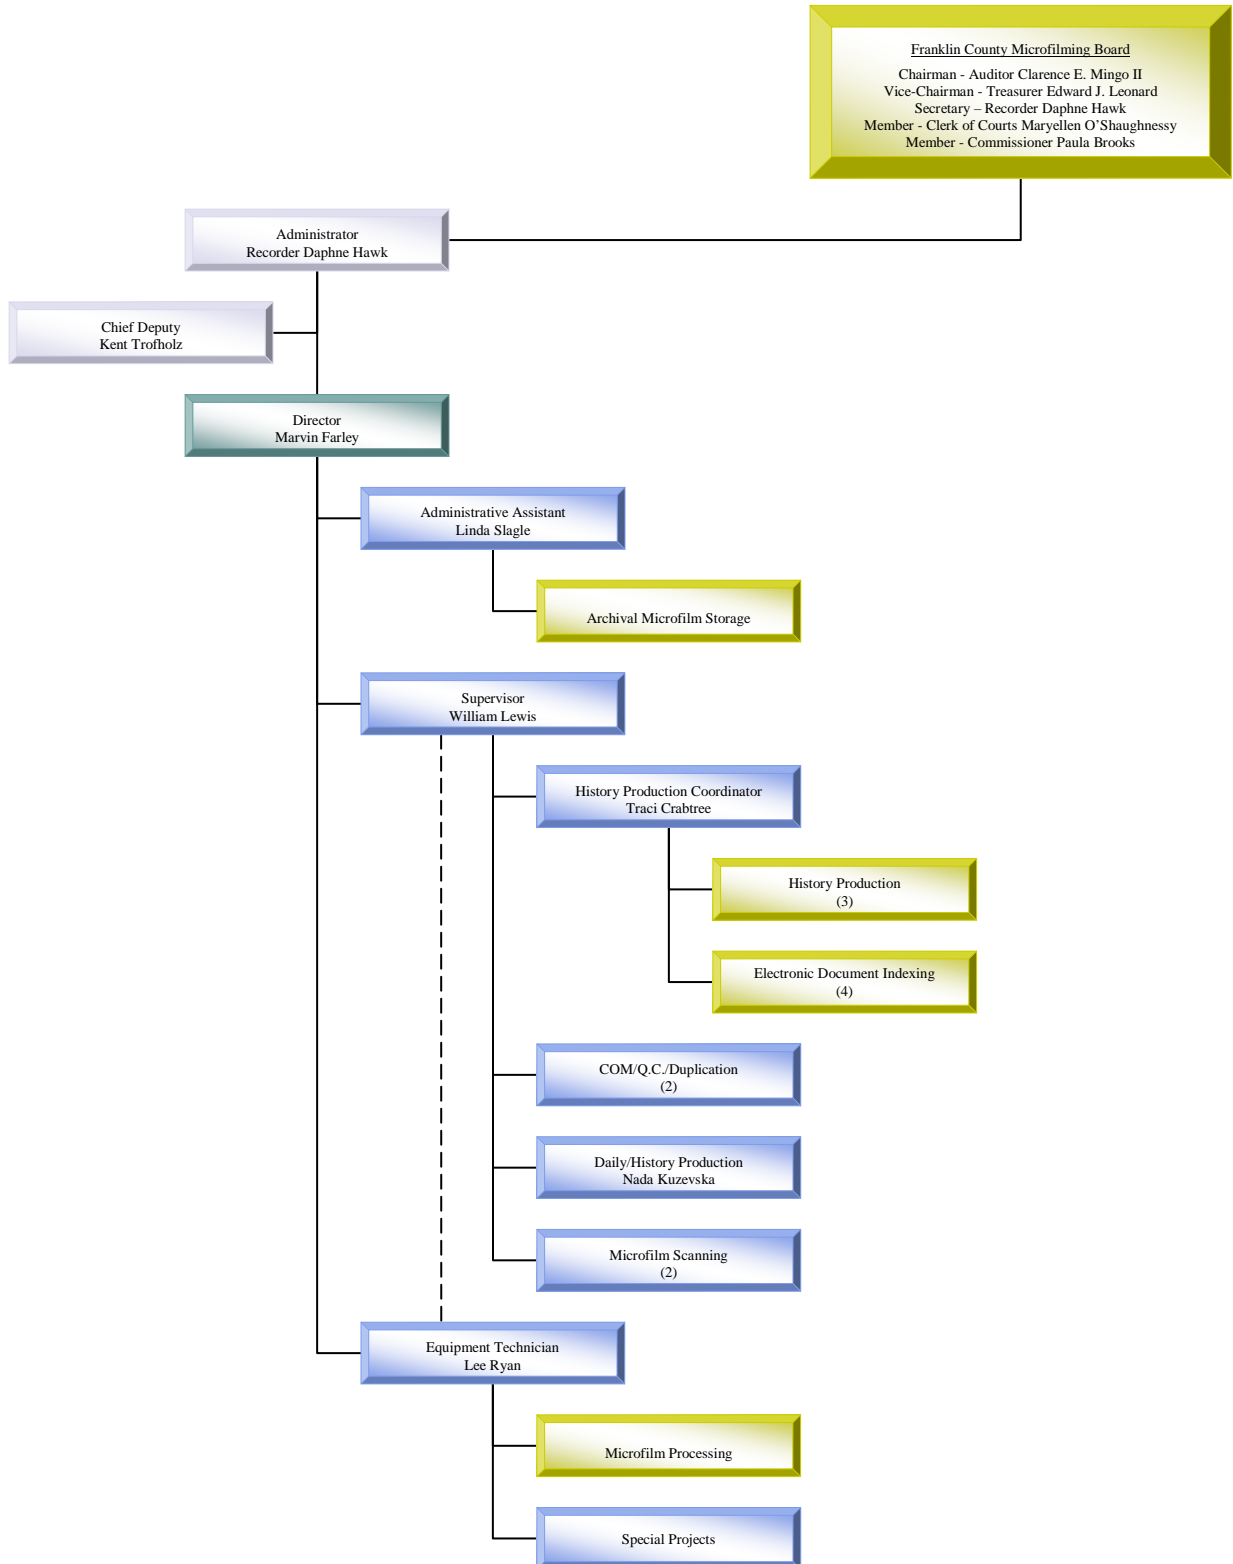 Franklin County Microfilming Board
Chairman - Auditor Clarence E. Mingo II
Vice-Chairman - Treasurer Edward J. Leonard
Secretary – Recorder Daphne Hawk
Member - Clerk of Courts Maryellen O’Shaughnessy
Member - Commissioner Paula Brooks
Administrator
Recorder Daphne Hawk
Chief Deputy
Kent Trofholz
Director
Marvin Farley
Administrative Assistant
Linda Slagle
Archival Microfilm Storage
Supervisor
William Lewis
History Production Coordinator
Traci Crabtree
History Production
(3)
Electronic Document Indexing
(4)
COM/Q.C./Duplication
(2)
Daily/History Production
Nada Kuzevska
Microfilm Scanning
(2)
Equipment Technician
Lee Ryan
Microfilm Processing
Special Projects